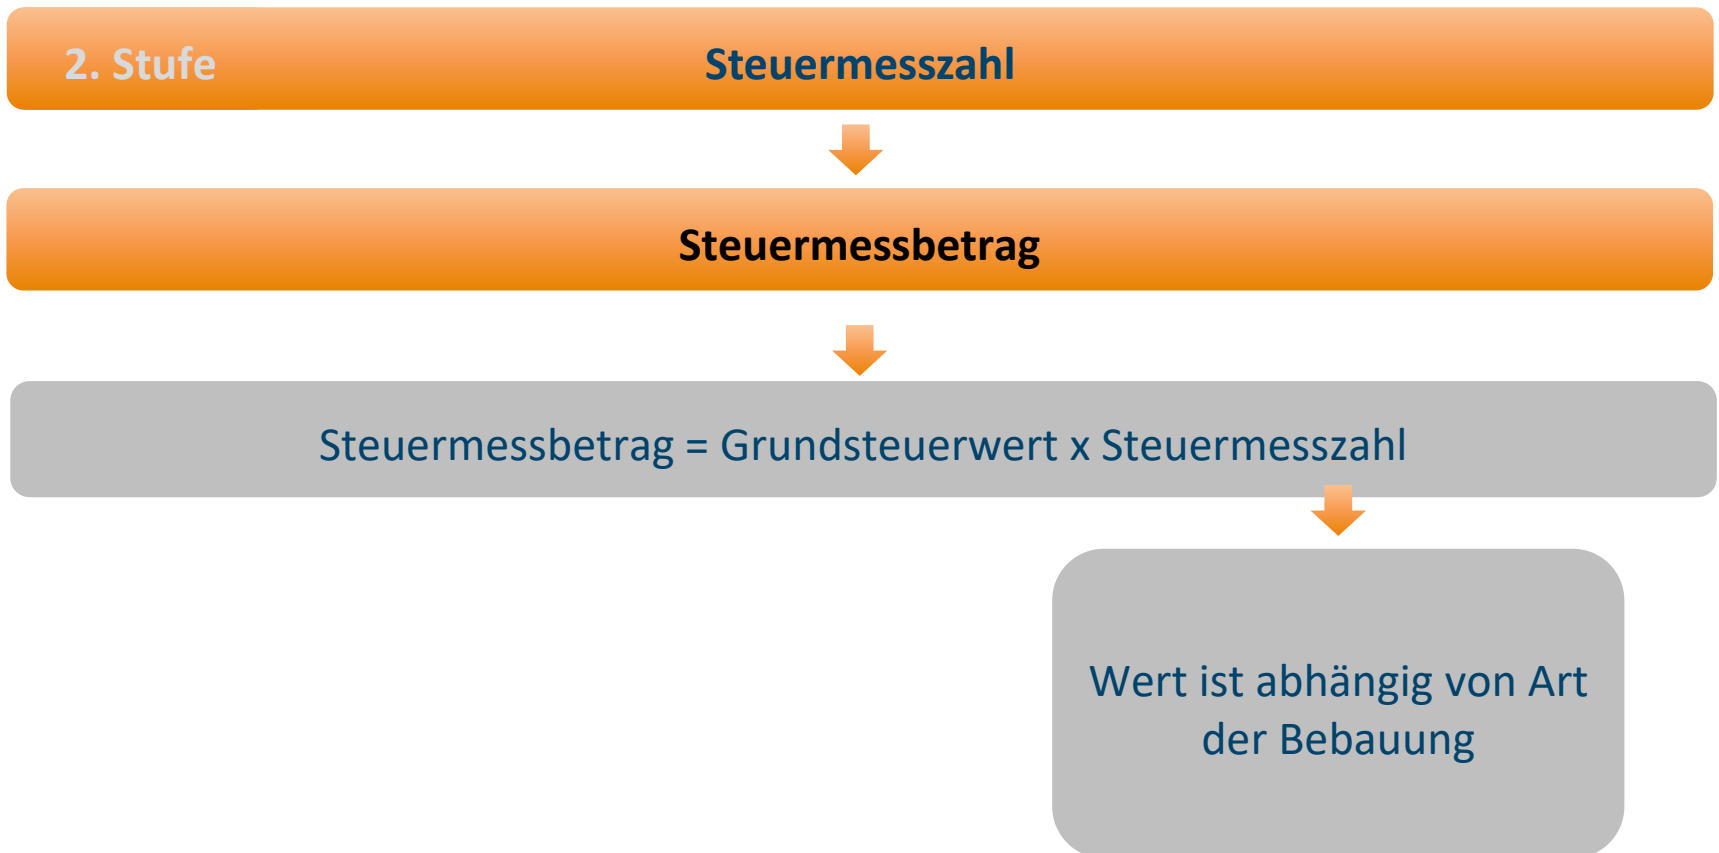 2. Stufe
Steuermesszahl
Steuermessbetrag
Steuermessbetrag = Grundsteuerwert x Steuermesszahl
Wert ist abhängig von Art
der Bebauung